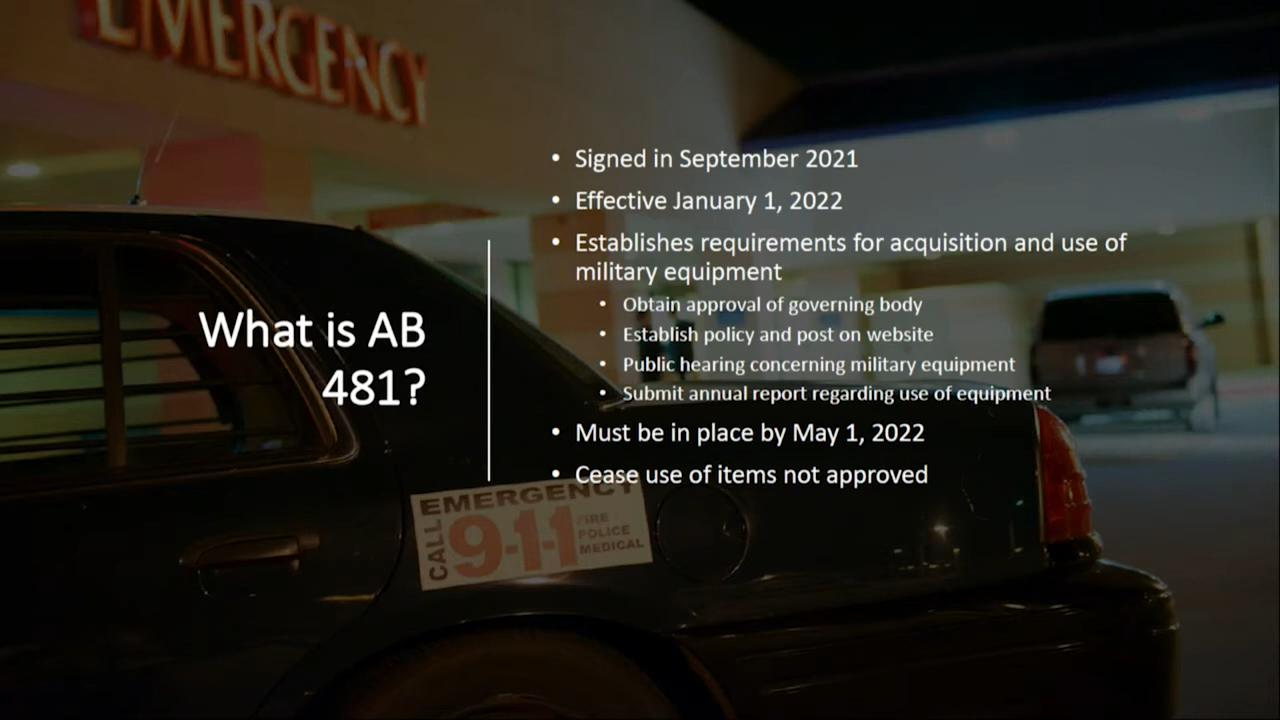 EMERGENCY
What is AB
481?
• Signed in September 2021
• Effective January 1, 2022
• Establishes requirements for acquisition and use of
military equipment
• Obtain approval of governing body
• Establish policy and post on website
• Public hearing concerning military equipment
• Submit annual report regarding use of equipment
• Must be in place by May 1, 2022
• Cease use of items not approved
EMERGENCY
CALL
9-1-1
FIRE
POLICE
MEDICAL